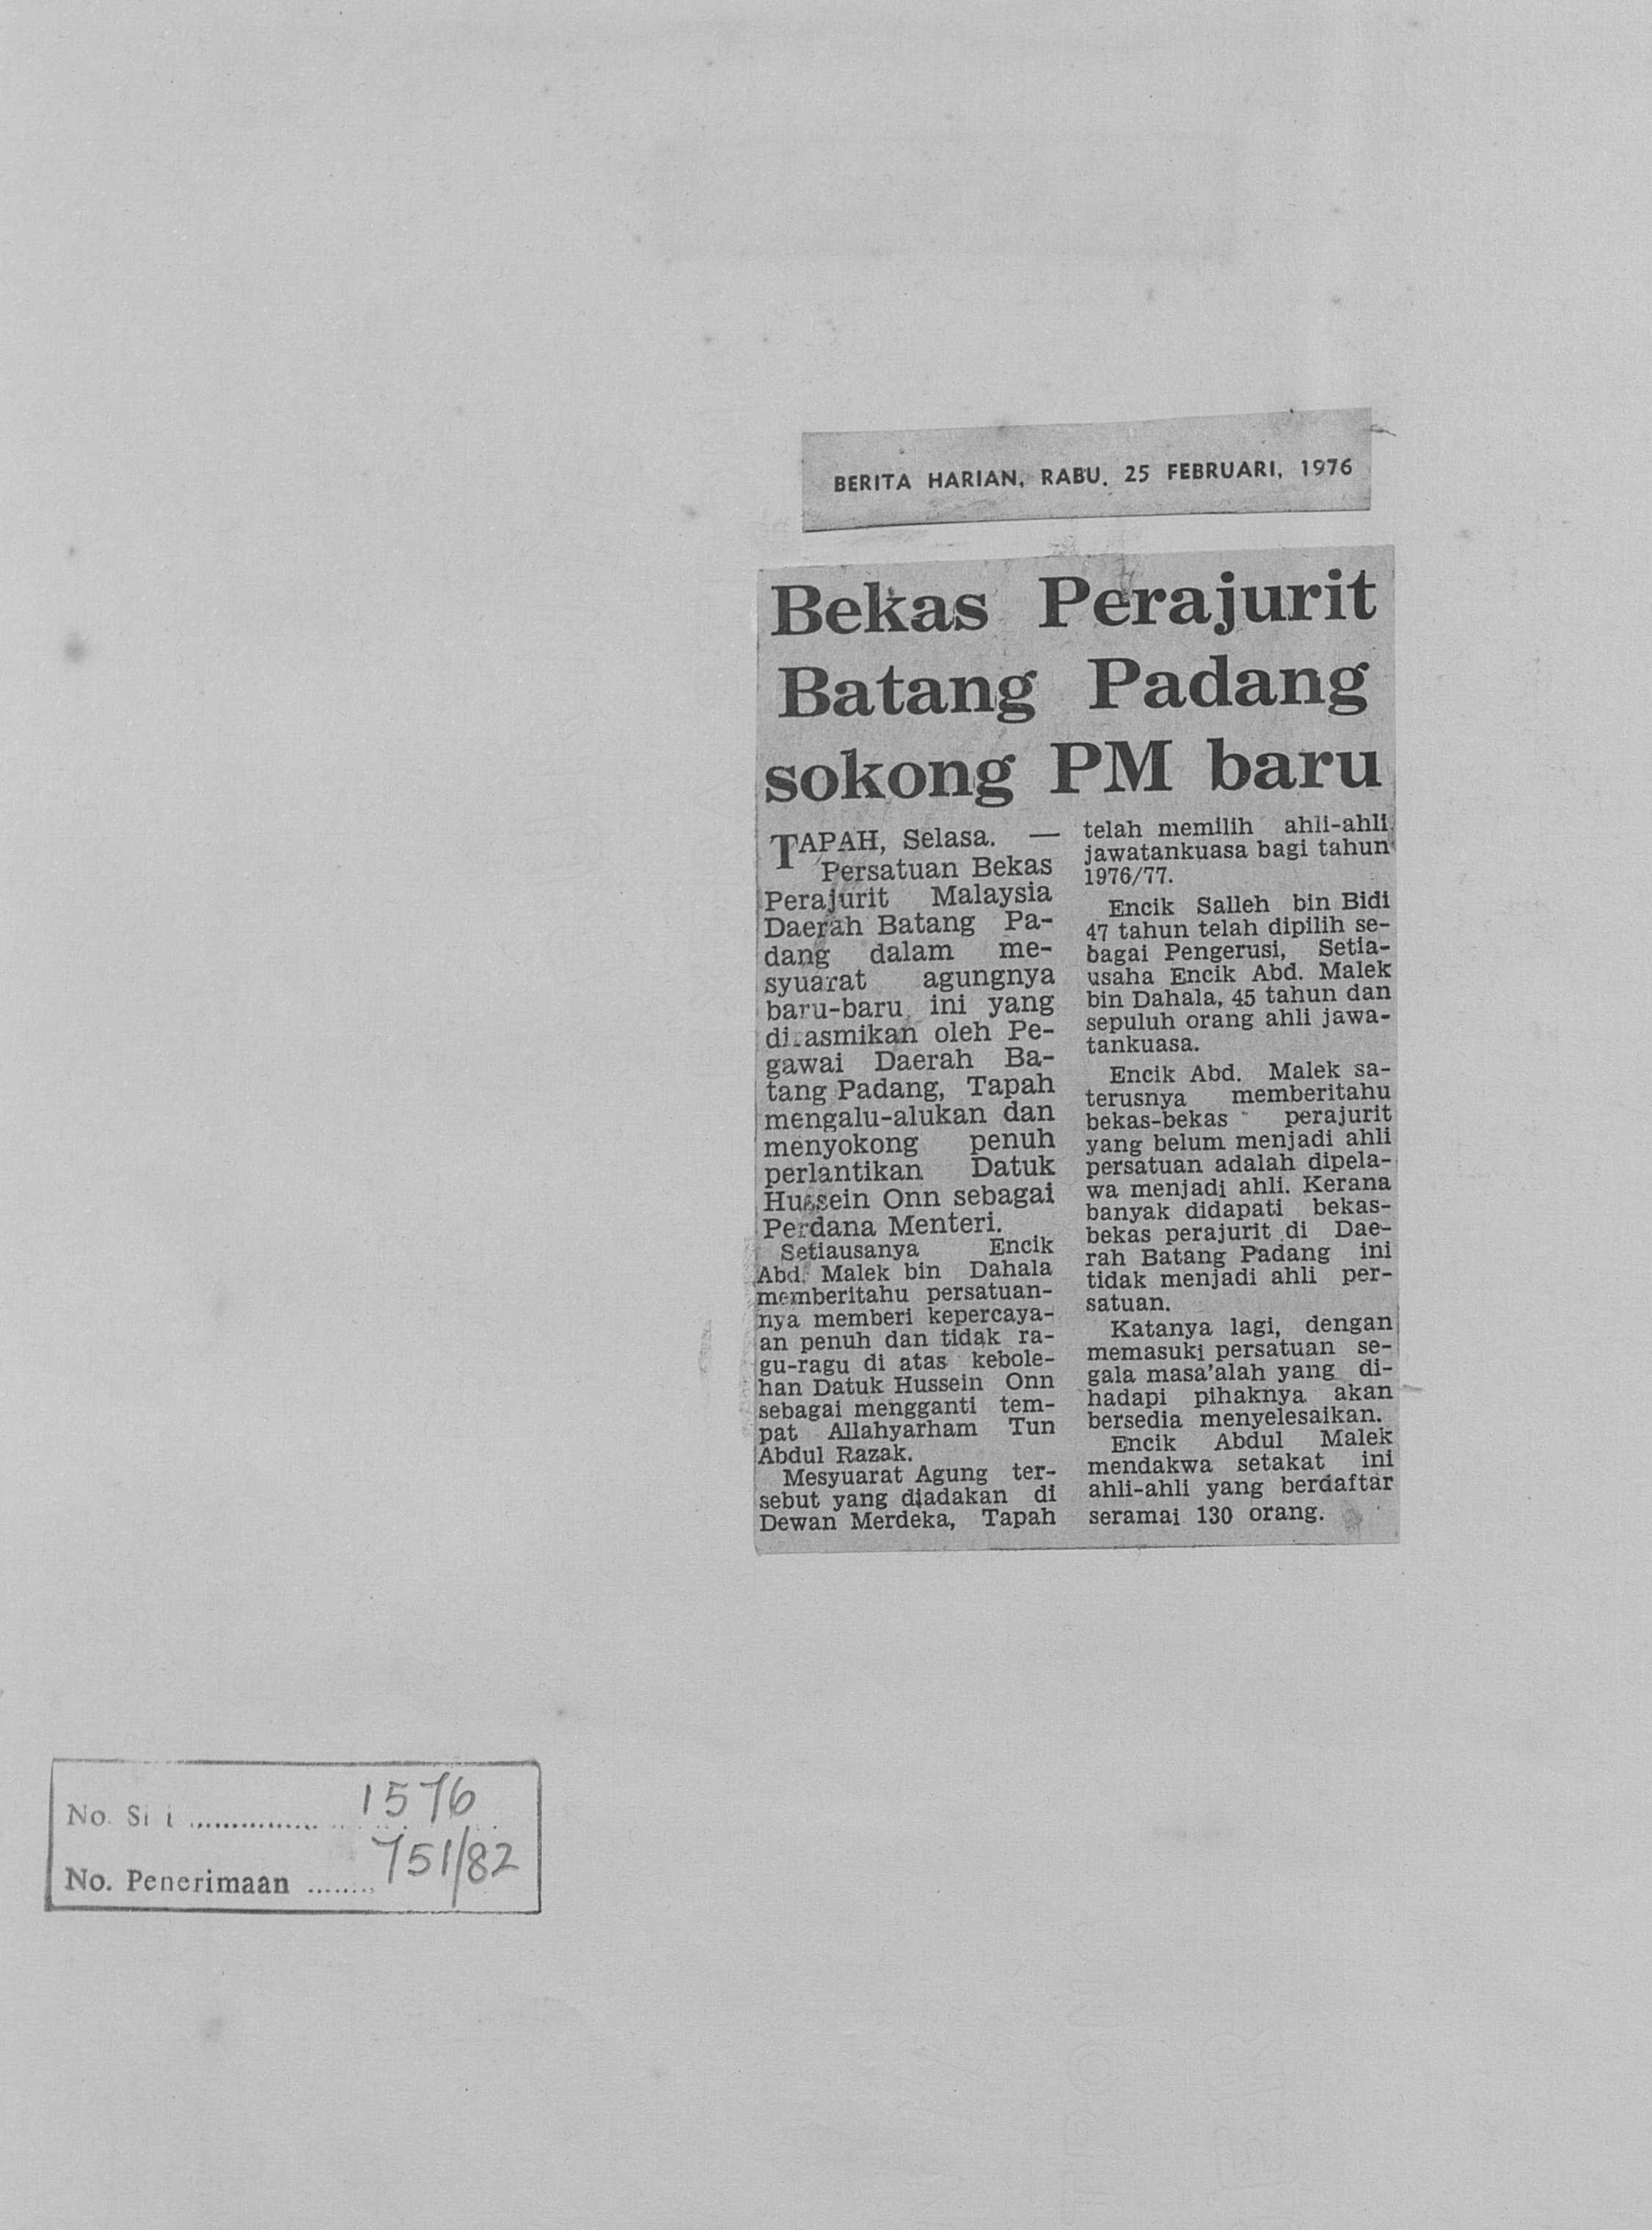 BERITA HARIAN, RABU, 25 FEBRUARI, 1976
Bekas Perajurit
Batang Padang
sokong PM baru
TAPAH, Selasa. —
Persatuan Bekas
Perajurit Malaysia
Daerah Batang Pa-
dang dalam me-
syuarat agungnya
baru-baru ini yang
dirasmikan oleh Pe-
gawai Daerah Ba-
tang Padang, Tapah
mengalu-alukan dan
menyokong penuh
perlantikan Datuk
Hussein Onn sebagai
Perdana Menteri.
Setiausanya Encik
Abd. Malek bin Dahala
memberitahu persatuan-
nya memberi kepercaya-
an penuh dan tidak ra-
gu-ragu di atas kebole-
han Datuk Hussein Onn
sebagai mengganti tem-
pat Allahyarham Tun
Abdul Razak.
Mesyuarat Agung ter-
sebut yang diadakan di
Dewan Merdeka, Tapah
telah memilih ahli-ahli
jawatankuasa bagi tahun
1976/77.
Encik Salleh bin Bidi
47 tahun telah dipilih se-
bagai Pengerusi, Setia-
usaha Encik Abd. Malek
bin Dahala, 45 tahun dan
sepuluh orang ahli jawa-
tankuasa.
Encik Abd. Malek sa-
terusnya memberitahu
bekas-bekas perajurit
yang belum menjadi ahli
persatuan adalah dipela-
wa menjadi ahli. Kerana
banyak didapati bekas-
bekas perajurit di Dae-
rah Batang Padang ini
tidak menjadi ahli per-
satuan.
Katanya lagi, dengan
memasuki persatuan se-
gala masa'alah yang di-
hadapi pihaknya akan
bersedia menyelesaikan.
Encik Abdul Malek
mendakwa setakat ini
ahli-ahli yang berdaftar
seramai 130 orang.
No. ............... 1576
No. Penerimaan ........ 751/82